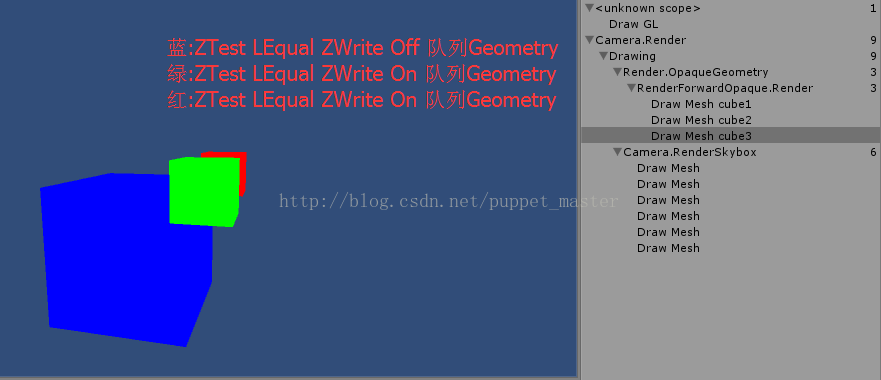 蓝:ZTest LEqual ZWrite Off 队列Geometry
绿:ZTest LEqual ZWrite On 队列Geometry
红:ZTest LEqual ZWrite On 队列Geometry
http://blog.csdn.net/puppet_master
<unknown scope> 1
Draw GL
Camera.Render 9
Drawing 9
Render.OpaqueGeometry 3
RenderForwardOpaque.Render 3
Draw Mesh cube1
Draw Mesh cube2
Draw Mesh cube3
Camera.RenderSkybox 6
Draw Mesh
Draw Mesh
Draw Mesh
Draw Mesh
Draw Mesh
Draw Mesh